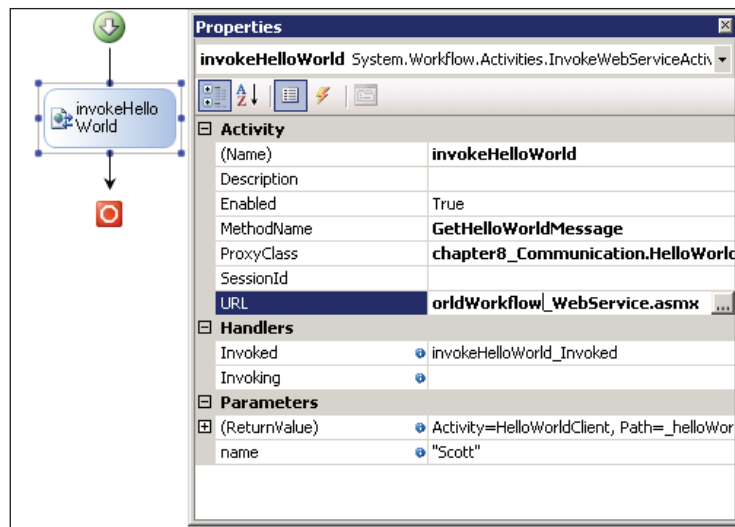 invokeHello
World
Properties
invokeHelloWorld System.Workflow.Activities.InvokeWebServiceActiv
Activity
(Name) invokeHelloWorld
Description
Enabled True
MethodName GetHelloWorldMessage
ProxyClass chapter8_Communication.HelloWorld
SessionId
URL orldWorkflow_WebService.asmx ...
Handlers
Invoked invokeHelloWorld_Invoked
Invoking
Parameters
(ReturnValue) Activity=HelloWorldClient, Path=_helloWor
name "Scott"